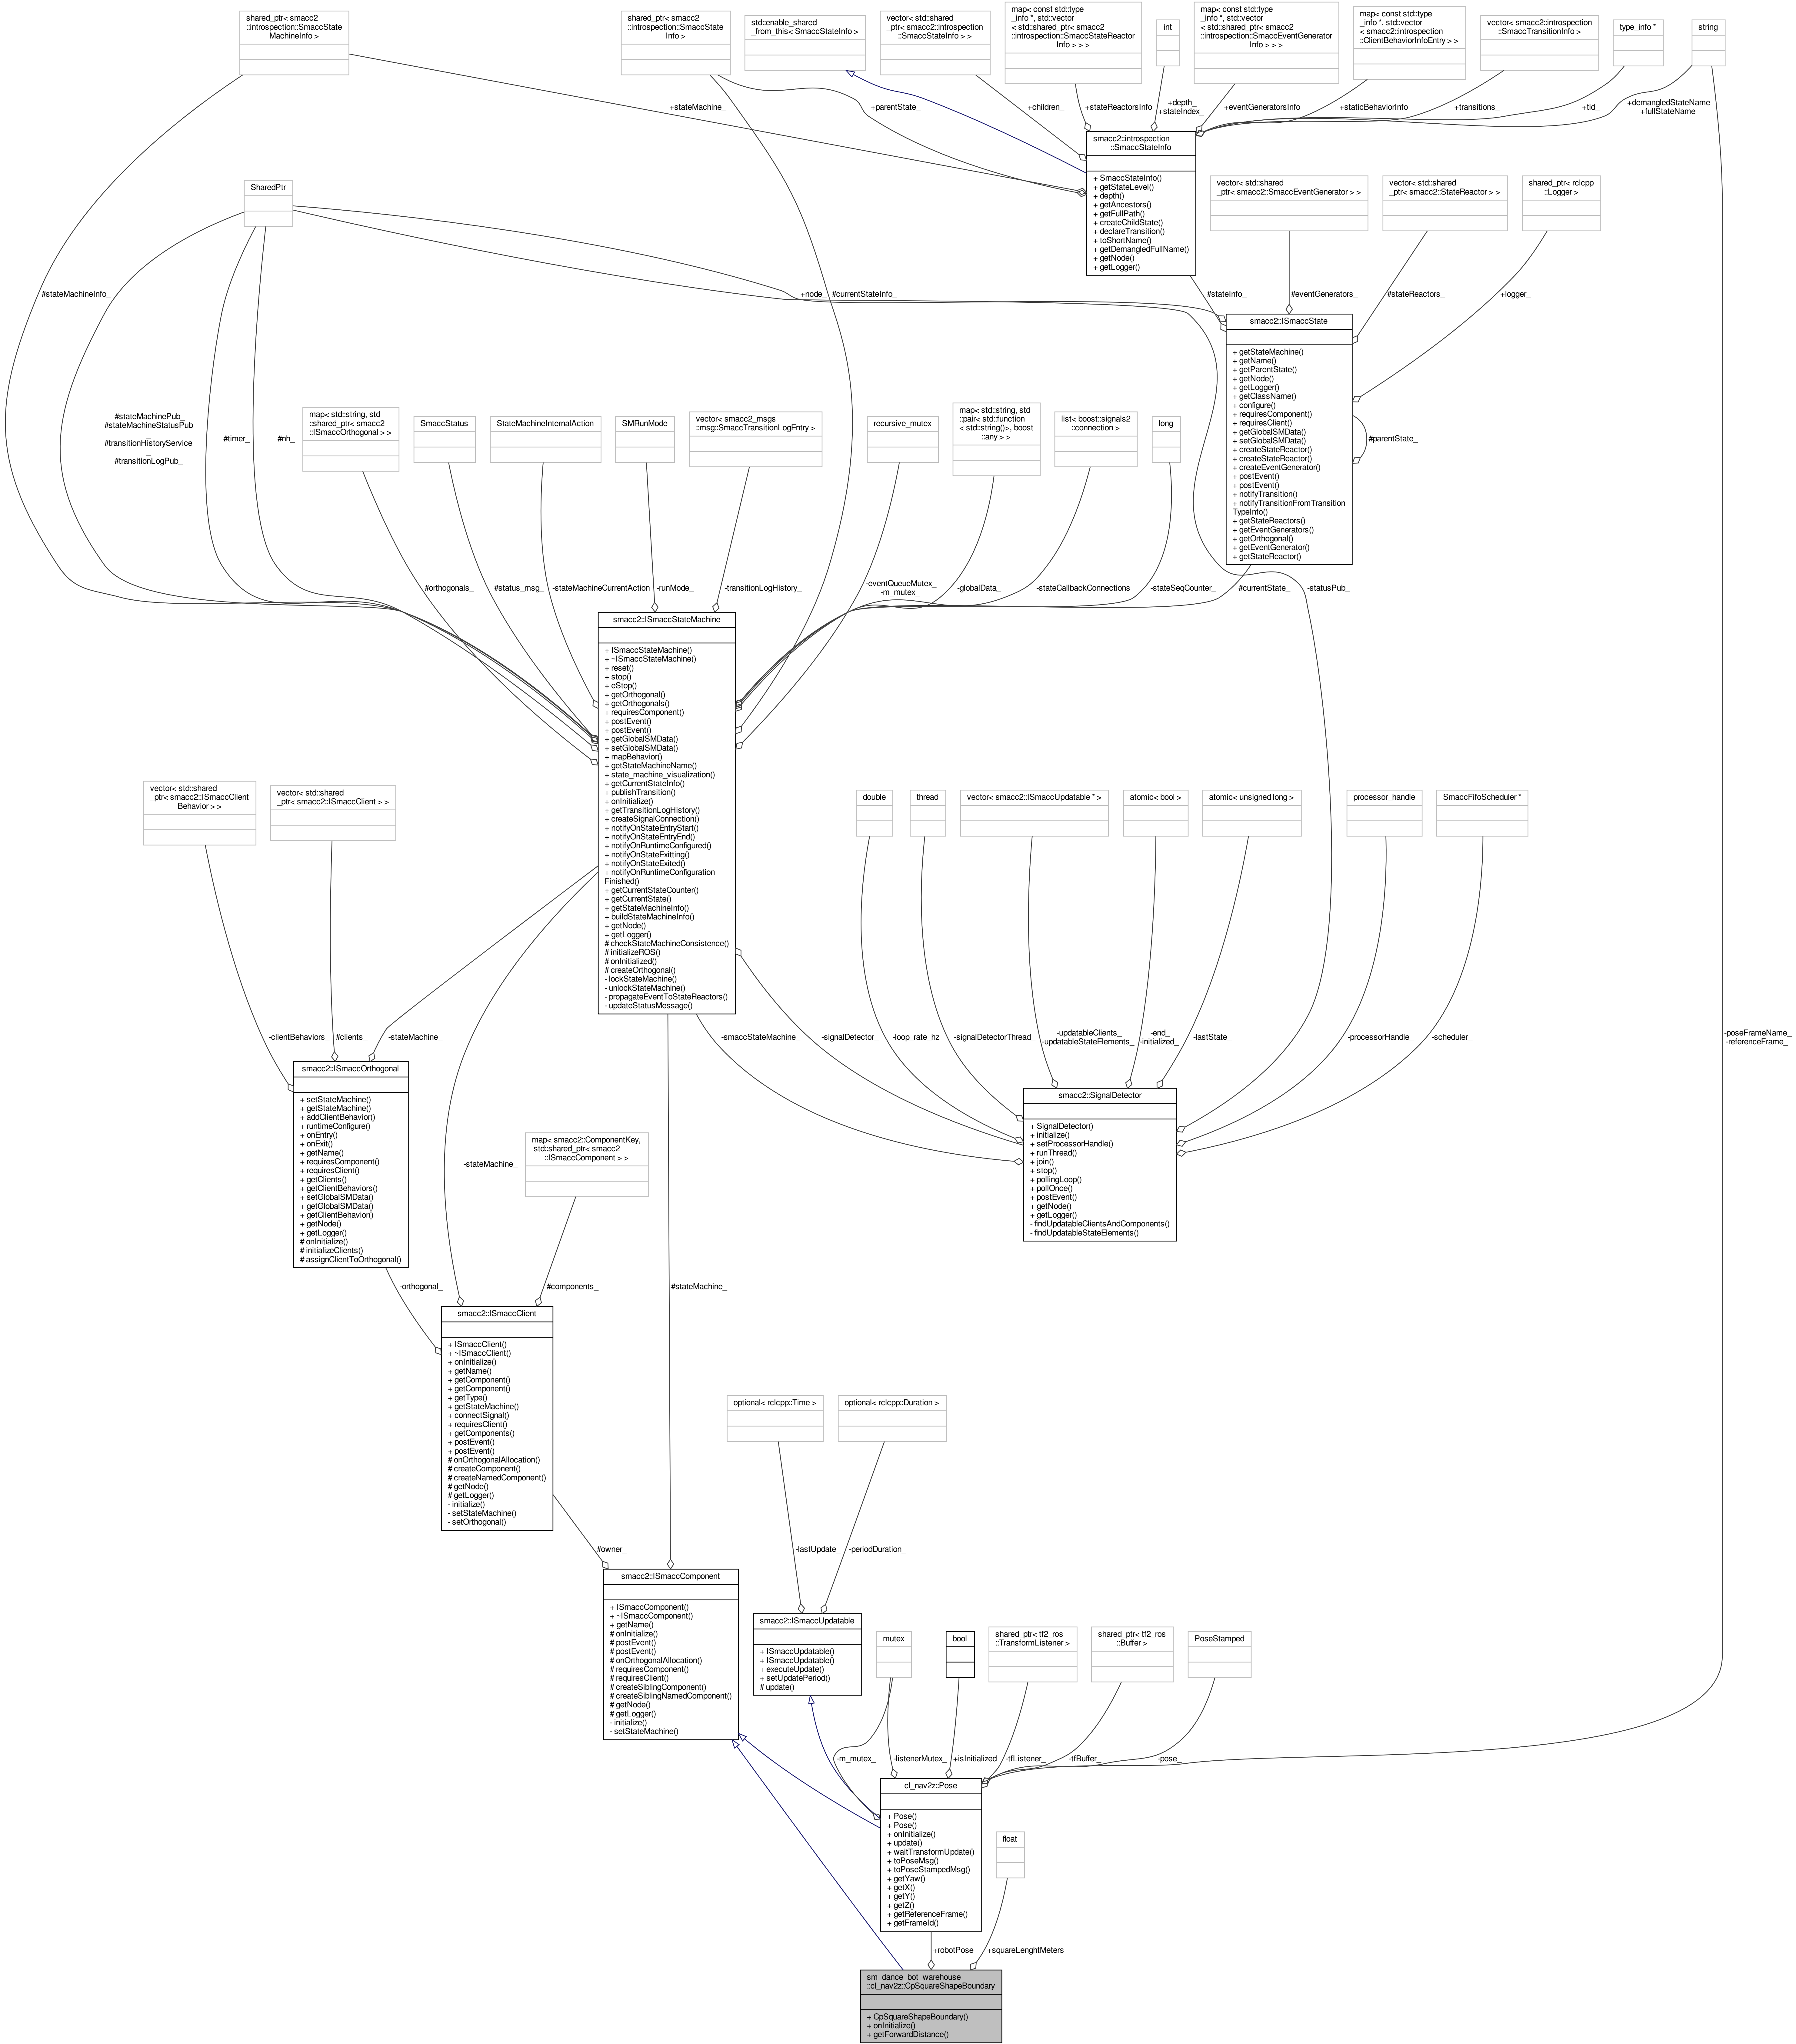 shared_ptr< smacc2
::introspection::SmaccState
MachineInfo >
shared_ptr< smacc2
::introspection::SmaccState
Info >
std::enable_shared
_from_this< SmaccStateInfo >
vector< std::shared
_ptr< smacc2::introspection
::SmaccStateInfo > >
map< const std::type
_info *, std::vector
< std::shared_ptr< smacc2
::introspection::SmaccStateReactor
Info > > >
int
map< const std::type
_info *, std::vector
< std::shared_ptr< smacc2
::introspection::SmaccEventGenerator
Info > > >
map< const std::type
_info *, std::vector
< smacc2::introspection
::ClientBehaviorInfoEntry > >
vector< smacc2::introspection
::SmaccTransitionInfo >
type_info *
string
+stateMachine_
+parentState_
+children_
+stateReactorsInfo
+depth_
+stateIndex_
+eventGeneratorsInfo
+staticBehaviorInfo
+transitions_
+tid_
+demangledStateName
+fullStateName
smacc2::introspection
::SmaccStateInfo
+ SmaccStateInfo()
+ getStateLevel()
+ depth()
+ getAncestors()
+ getFullPath()
+ createChildState()
+ declareTransition()
+ toShortName()
+ getDemangledFullName()
+ getNode()
+ getLogger()
SharedPtr
vector< std::shared
_ptr< smacc2::SmaccEventGenerator > >
vector< std::shared
_ptr< smacc2::StateReactor > >
shared_ptr< rclcpp
::Logger >
#stateMachineInfo_
+node_
#currentStateInfo_
#stateInfo_
#eventGenerators_
#stateReactors_
+logger_
smacc2::ISmaccState
+ getStateMachine()
+ getName()
+ getParentState()
+ getNode()
+ getLogger()
+ getClassName()
+ configure()
+ requiresComponent()
+ requiresClient()
+ getGlobalSMData()
+ setGlobalSMData()
+ createStateReactor()
+ createStateReactor()
+ createEventGenerator()
+ postEvent()
+ postEvent()
+ notifyTransition()
+ notifyTransitionFromTransition
TypeInfo()
+ getStateReactors()
+ getEventGenerators()
+ getOrthogonal()
+ getEventGenerator()
+ getStateReactor()
#parentState_
#stateMachinePub_
#stateMachineStatusPub
_
#transitionHistoryService
_
#transitionLogPub_
#timer_
#nh_
map< std::string, std
::shared_ptr< smacc2
::ISmaccOrthogonal > >
SmaccStatus
StateMachineInternalAction
SMRunMode
vector< smacc2_msgs
::msg::SmaccTransitionLogEntry >
recursive_mutex
map< std::string, std
::pair< std::function
< std::string()>, boost
::any > >
list< boost::signals2
::connection >
long
#orthogonals_
#status_msg_
-stateMachineCurrentAction
-runMode_
-transitionLogHistory_
-eventQueueMutex_
-m_mutex_
-globalData_
-stateCallbackConnections
-stateSeqCounter_
#currentState_
-statusPub_
smacc2::ISmaccStateMachine
+ ISmaccStateMachine()
+ ~ISmaccStateMachine()
+ reset()
+ stop()
+ eStop()
+ getOrthogonal()
+ getOrthogonals()
+ requiresComponent()
+ postEvent()
+ postEvent()
+ getGlobalSMData()
+ setGlobalSMData()
+ mapBehavior()
+ getStateMachineName()
+ state_machine_visualization()
+ getCurrentStateInfo()
+ publishTransition()
+ onInitialize()
+ getTransitionLogHistory()
+ createSignalConnection()
+ notifyOnStateEntryStart()
+ notifyOnStateEntryEnd()
+ notifyOnRuntimeConfigured()
+ notifyOnStateExitting()
+ notifyOnStateExited()
+ notifyOnRuntimeConfiguration
Finished()
+ getCurrentStateCounter()
+ getCurrentState()
+ getStateMachineInfo()
+ buildStateMachineInfo()
+ getNode()
+ getLogger()
# checkStateMachineConsistence()
# initializeROS()
# onInitialized()
# createOrthogonal()
- lockStateMachine()
- unlockStateMachine()
- propagateEventToStateReactors()
- updateStatusMessage()
vector< std::shared
_ptr< smacc2::ISmaccClient
Behavior > >
vector< std::shared
_ptr< smacc2::ISmaccClient > >
double
thread
vector< smacc2::ISmaccUpdatable * >
atomic< bool >
atomic< unsigned long >
processor_handle
SmaccFifoScheduler *
-clientBehaviors_
#clients_
-stateMachine_
-smaccStateMachine_
-signalDetector_
-loop_rate_hz
-signalDetectorThread_
-updatableClients_
-updatableStateElements_
-end_
-initialized_
-lastState_
-processorHandle_
-scheduler_
-poseFrameName_
-referenceFrame_
smacc2::ISmaccOrthogonal
+ setStateMachine()
+ getStateMachine()
+ addClientBehavior()
+ runtimeConfigure()
+ onEntry()
+ onExit()
+ getName()
+ requiresComponent()
+ requiresClient()
+ getClients()
+ getClientBehaviors()
+ setGlobalSMData()
+ getGlobalSMData()
+ getClientBehavior()
+ getNode()
+ getLogger()
# onInitialize()
# initializeClients()
# assignClientToOrthogonal()
smacc2::SignalDetector
+ SignalDetector()
+ initialize()
+ setProcessorHandle()
+ runThread()
+ join()
+ stop()
+ pollingLoop()
+ pollOnce()
+ postEvent()
+ getNode()
+ getLogger()
- findUpdatableClientsAndComponents()
- findUpdatableStateElements()
-stateMachine_
map< smacc2::ComponentKey,
std::shared_ptr< smacc2
::ISmaccComponent > >
-orthogonal_
#components_
#stateMachine_
smacc2::ISmaccClient
+ ISmaccClient()
+ ~ISmaccClient()
+ onInitialize()
+ getName()
+ getComponent()
+ getComponent()
+ getType()
+ getStateMachine()
+ connectSignal()
+ requiresClient()
+ getComponents()
+ postEvent()
+ postEvent()
# onOrthogonalAllocation()
# createComponent()
# createNamedComponent()
# getNode()
# getLogger()
- initialize()
- setStateMachine()
- setOrthogonal()
optional< rclcpp::Time >
optional< rclcpp::Duration >
#owner_
-lastUpdate_
-periodDuration_
smacc2::ISmaccComponent
+ ISmaccComponent()
+ ~ISmaccComponent()
+ getName()
# onInitialize()
# postEvent()
# postEvent()
# onOrthogonalAllocation()
# requiresComponent()
# requiresClient()
# createSiblingComponent()
# createSiblingNamedComponent()
# getNode()
# getLogger()
- initialize()
- setStateMachine()
smacc2::ISmaccUpdatable
+ ISmaccUpdatable()
+ ISmaccUpdatable()
+ executeUpdate()
+ setUpdatePeriod()
# update()
mutex
bool
shared_ptr< tf2_ros
::TransformListener >
shared_ptr< tf2_ros
::Buffer >
PoseStamped
-m_mutex_
-listenerMutex_
+isInitialized
-tfListener_
-tfBuffer_
-pose_
cl_nav2z::Pose
+ Pose()
+ Pose()
+ onInitialize()
+ update()
+ waitTransformUpdate()
+ toPoseMsg()
+ toPoseStampedMsg()
+ getYaw()
+ getX()
+ getY()
+ getZ()
+ getReferenceFrame()
+ getFrameId()
float
+robotPose_
+squareLenghtMeters_
sm_dance_bot_warehouse
::cl_nav2z::CpSquareShapeBoundary
+ CpSquareShapeBoundary()
+ onInitialize()
+ getForwardDistance()